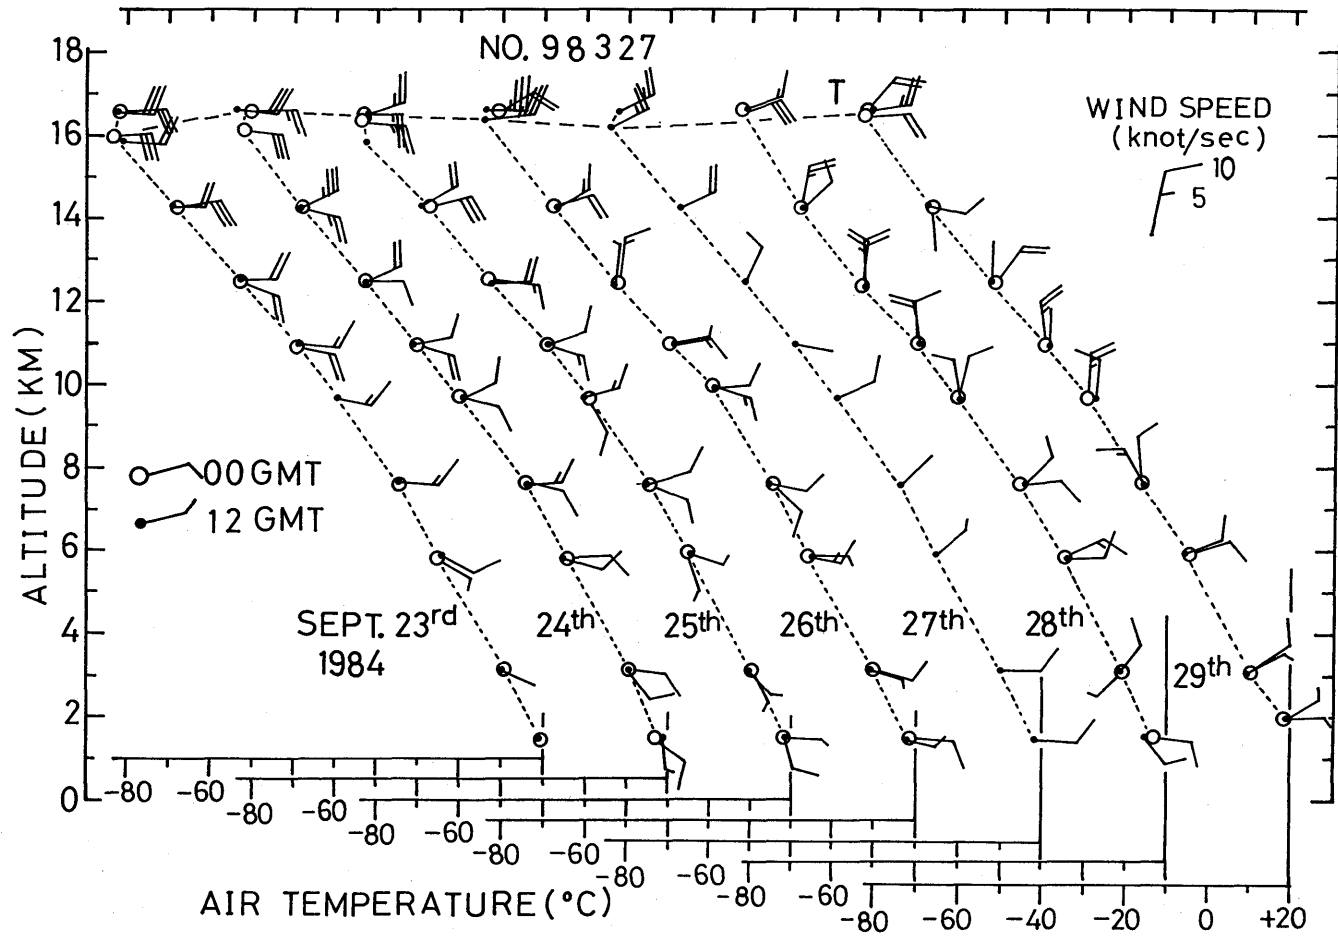 NO. 98327
18
16
14
12
10
8
6
4
2
0
ALTITUDE (KM)
T
WIND SPEED
(knot/sec)
10
5
00 GMT
12 GMT
SEPT. 23rd
1984
24th
25th
26th
27th
28th
29th
-80 -60
-80 -60
-80 -60
-80 -60
-80 -60
-80 -60
-80 -60 -40 -20 0 +20
AIR TEMPERATURE (°C)